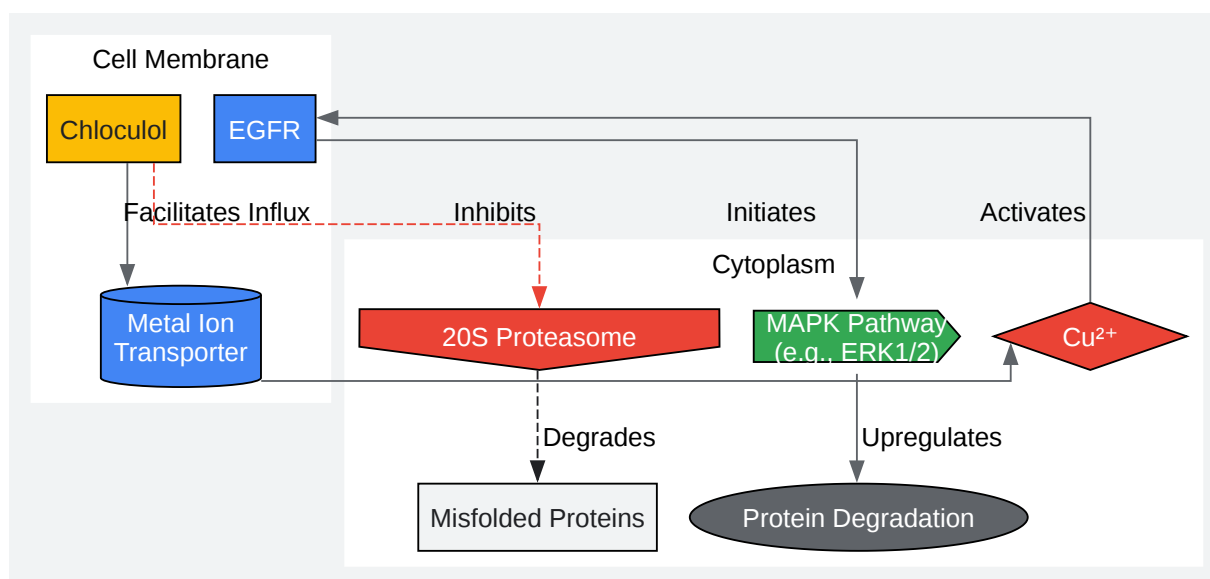 Cell Membrane
Chloculol
EGFR
Facilitates Influx
Inhibits
Initiates
Activates
Cytoplasm
Metal Ion
Transporter
20S Proteasome
MAPK Pathway
(e.g., ERK1/2)
Cu²⁺
Degrades
Upregulates
Misfolded Proteins
Protein Degradation